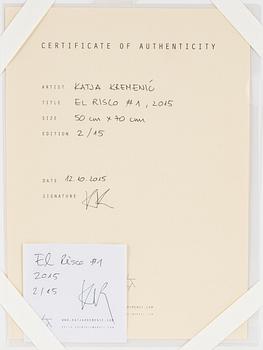 CERTIFICATE OF AUTHENTICITY
ARTIST KATJA KREMENIĆ
TITLE EL RISCO #1, 2015
SIZE 50 cm x 70 cm
EDITION 2/15
DATE 12.10.2015
SIGNATURE
El Risco #1
2015
2/15